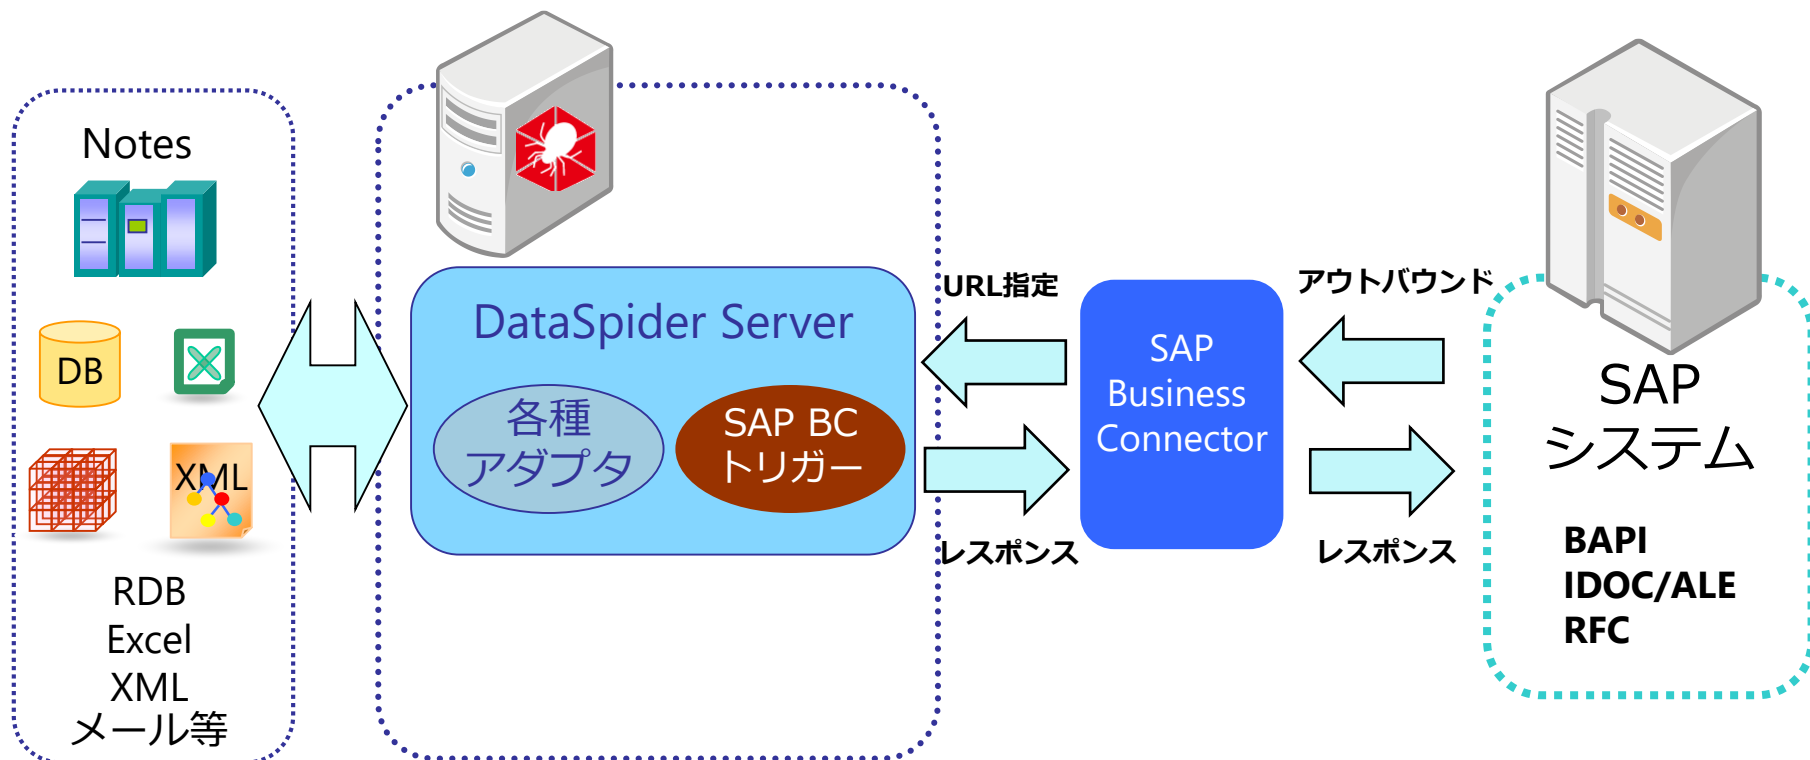 Notes
DB
XML
RDB
Excel
XML
メール等
DataSpider Server
各種
アダプタ
SAP BC
トリガー
URL指定
レスポンス
SAP
Business
Connector
アウトバウンド
レスポンス
SAP
システム
BAPI
IDOC/ALE
RFC